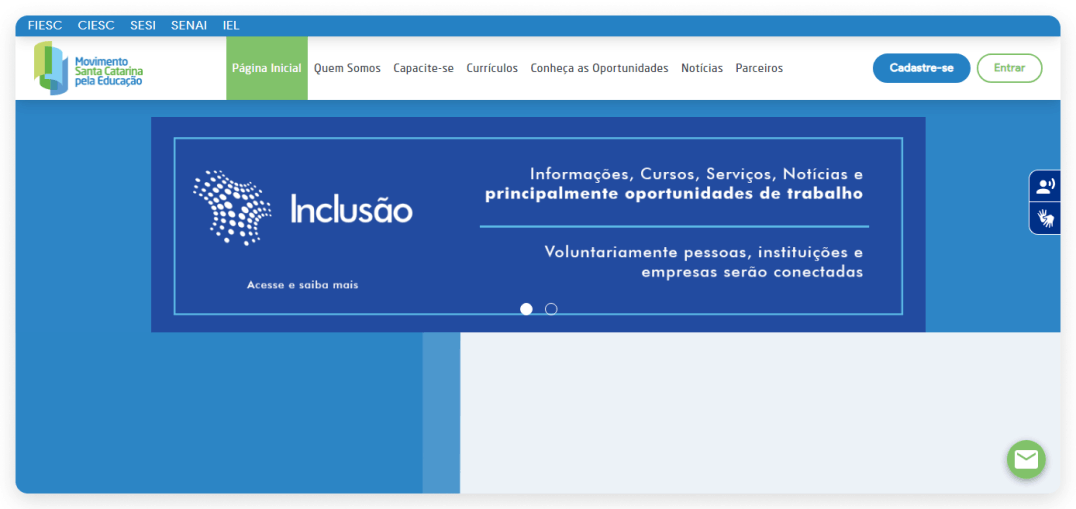 FIESC CIESC SESI SENAI IEL
Movimento
Santa Catarina
pela Educação
Página Inicial Quem Somos Capacite-se Currículos Conheça as Oportunidades Notícias Parceiros
Cadastre-se Entrar
Inclusão
Acesse e saiba mais
Informações, Cursos, Serviços, Notícias e
principalmente oportunidades de trabalho
Voluntariamente pessoas, instituições e
empresas serão conectadas